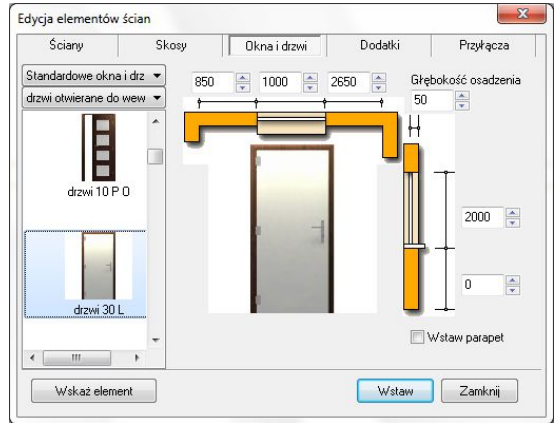 Edycja elementów ścian
Ściany Skosy Okna i drzwi Dodatki Przyłącza
Standardowe okna i drz
drzwi otwierane do wew
850 1000 2650 Głębokość osadzenia
50
drzwi 10 P O
2000
0
drzwi 30 L
Wstaw parapet
Wskaż element Wstaw Zamknij